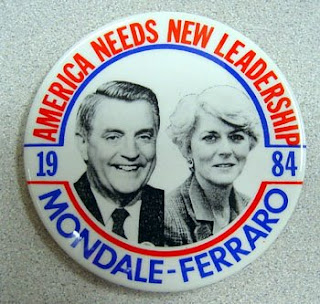 AMERICA NEEDS NEW LEADERSHIP
19 84
MONDALE-FERRARO